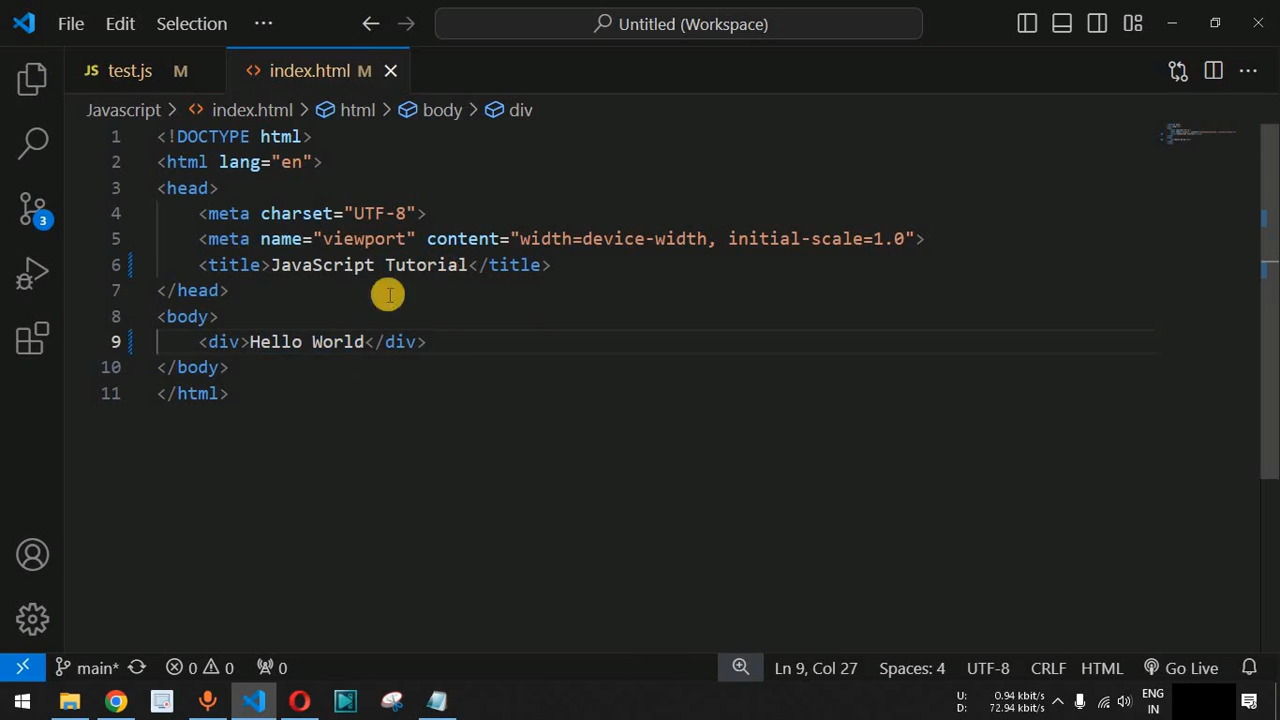 File Edit Selection ··· Untitled (Workspace)
JS test.js M <> index.html M
Javascript > <> index.html > html > body > div
1 <!DOCTYPE html>
2 <html lang="en">
3 <head>
4 <meta charset="UTF-8">
5 <meta name="viewport" content="width=device-width, initial-scale=1.0">
6 <title>JavaScript Tutorial</title>
7 </head>
8 <body>
9 <div>Hello World</div>
10 </body>
11 </html>
3
main* 0 0 0 Ln 9, Col 27 Spaces: 4 UTF-8 CRLF HTML Go Live
U: 0.94 kbit/s ENG
D: 72.94 kbit/s IN